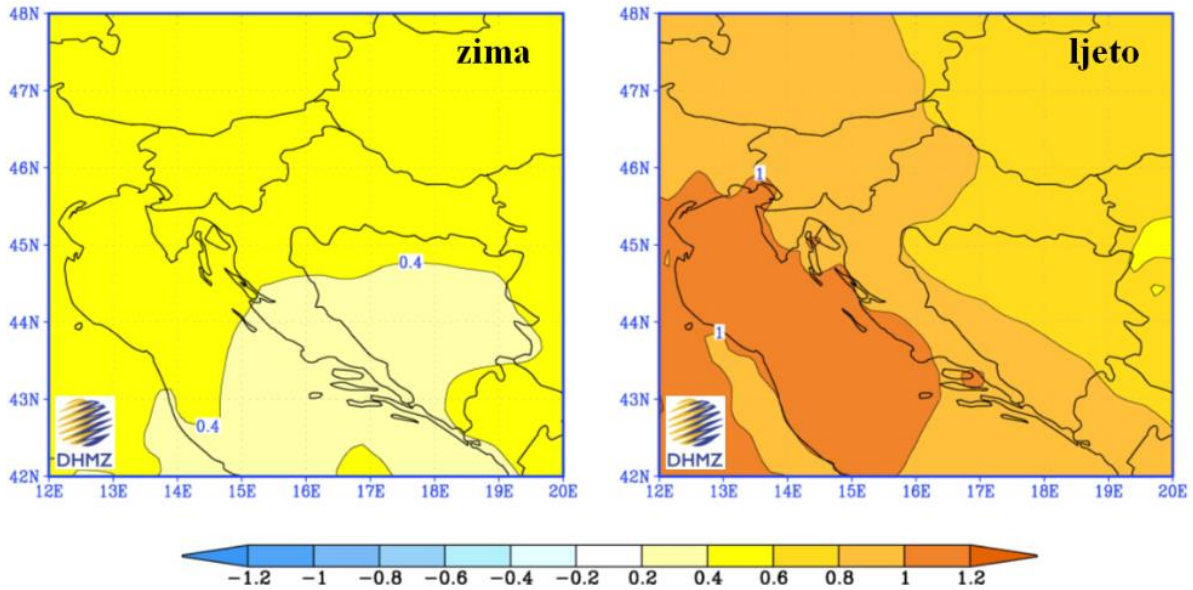 48N
47N
46N
45N
44N
43N
42N
12E 13E 14E 15E 16E 17E 18E 19E 20E
zima
0.4
0.4
DHMZ
48N
47N
46N
45N
44N
43N
42N
12E 13E 14E 15E 16E 17E 18E 19E 20E
ljeto
1
1
DHMZ
-1.2 -1 -0.8 -0.6 -0.4 -0.2 0.2 0.4 0.6 0.8 1 1.2